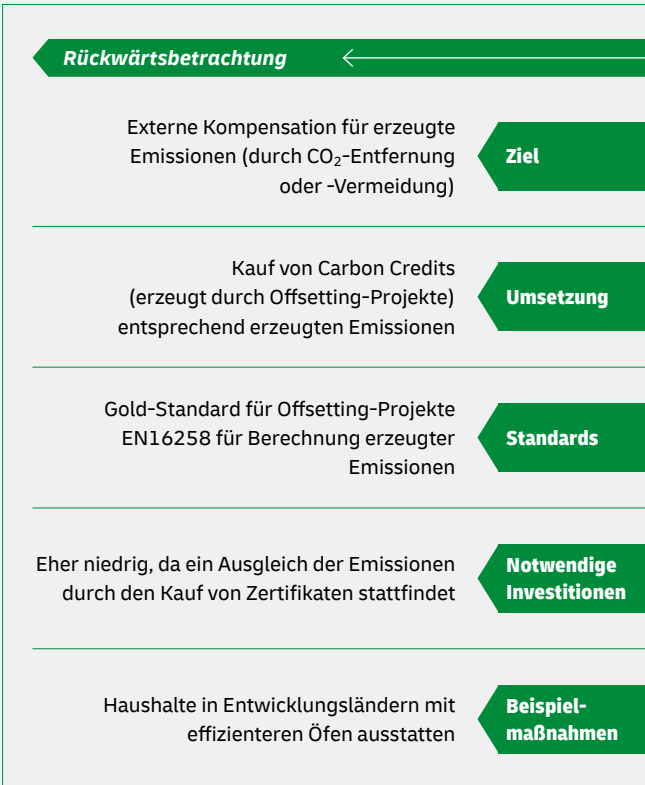 Rückwärtsbetrachtung
Externe Kompensation für erzeugte
Emissionen (durch CO₂-Entfernung
oder -Vermeidung)
Ziel
Kauf von Carbon Credits
(erzeugt durch Offsetting-Projekte)
entsprechend erzeugten Emissionen
Umsetzung
Gold-Standard für Offsetting-Projekte
EN16258 für Berechnung erzeugter
Emissionen
Standards
Eher niedrig, da ein Ausgleich der Emissionen
durch den Kauf von Zertifikaten stattfindet
Notwendige
Investitionen
Haushalte in Entwicklungsländern mit
effizienteren Öfen ausstatten
Beispiel-
maßnahmen